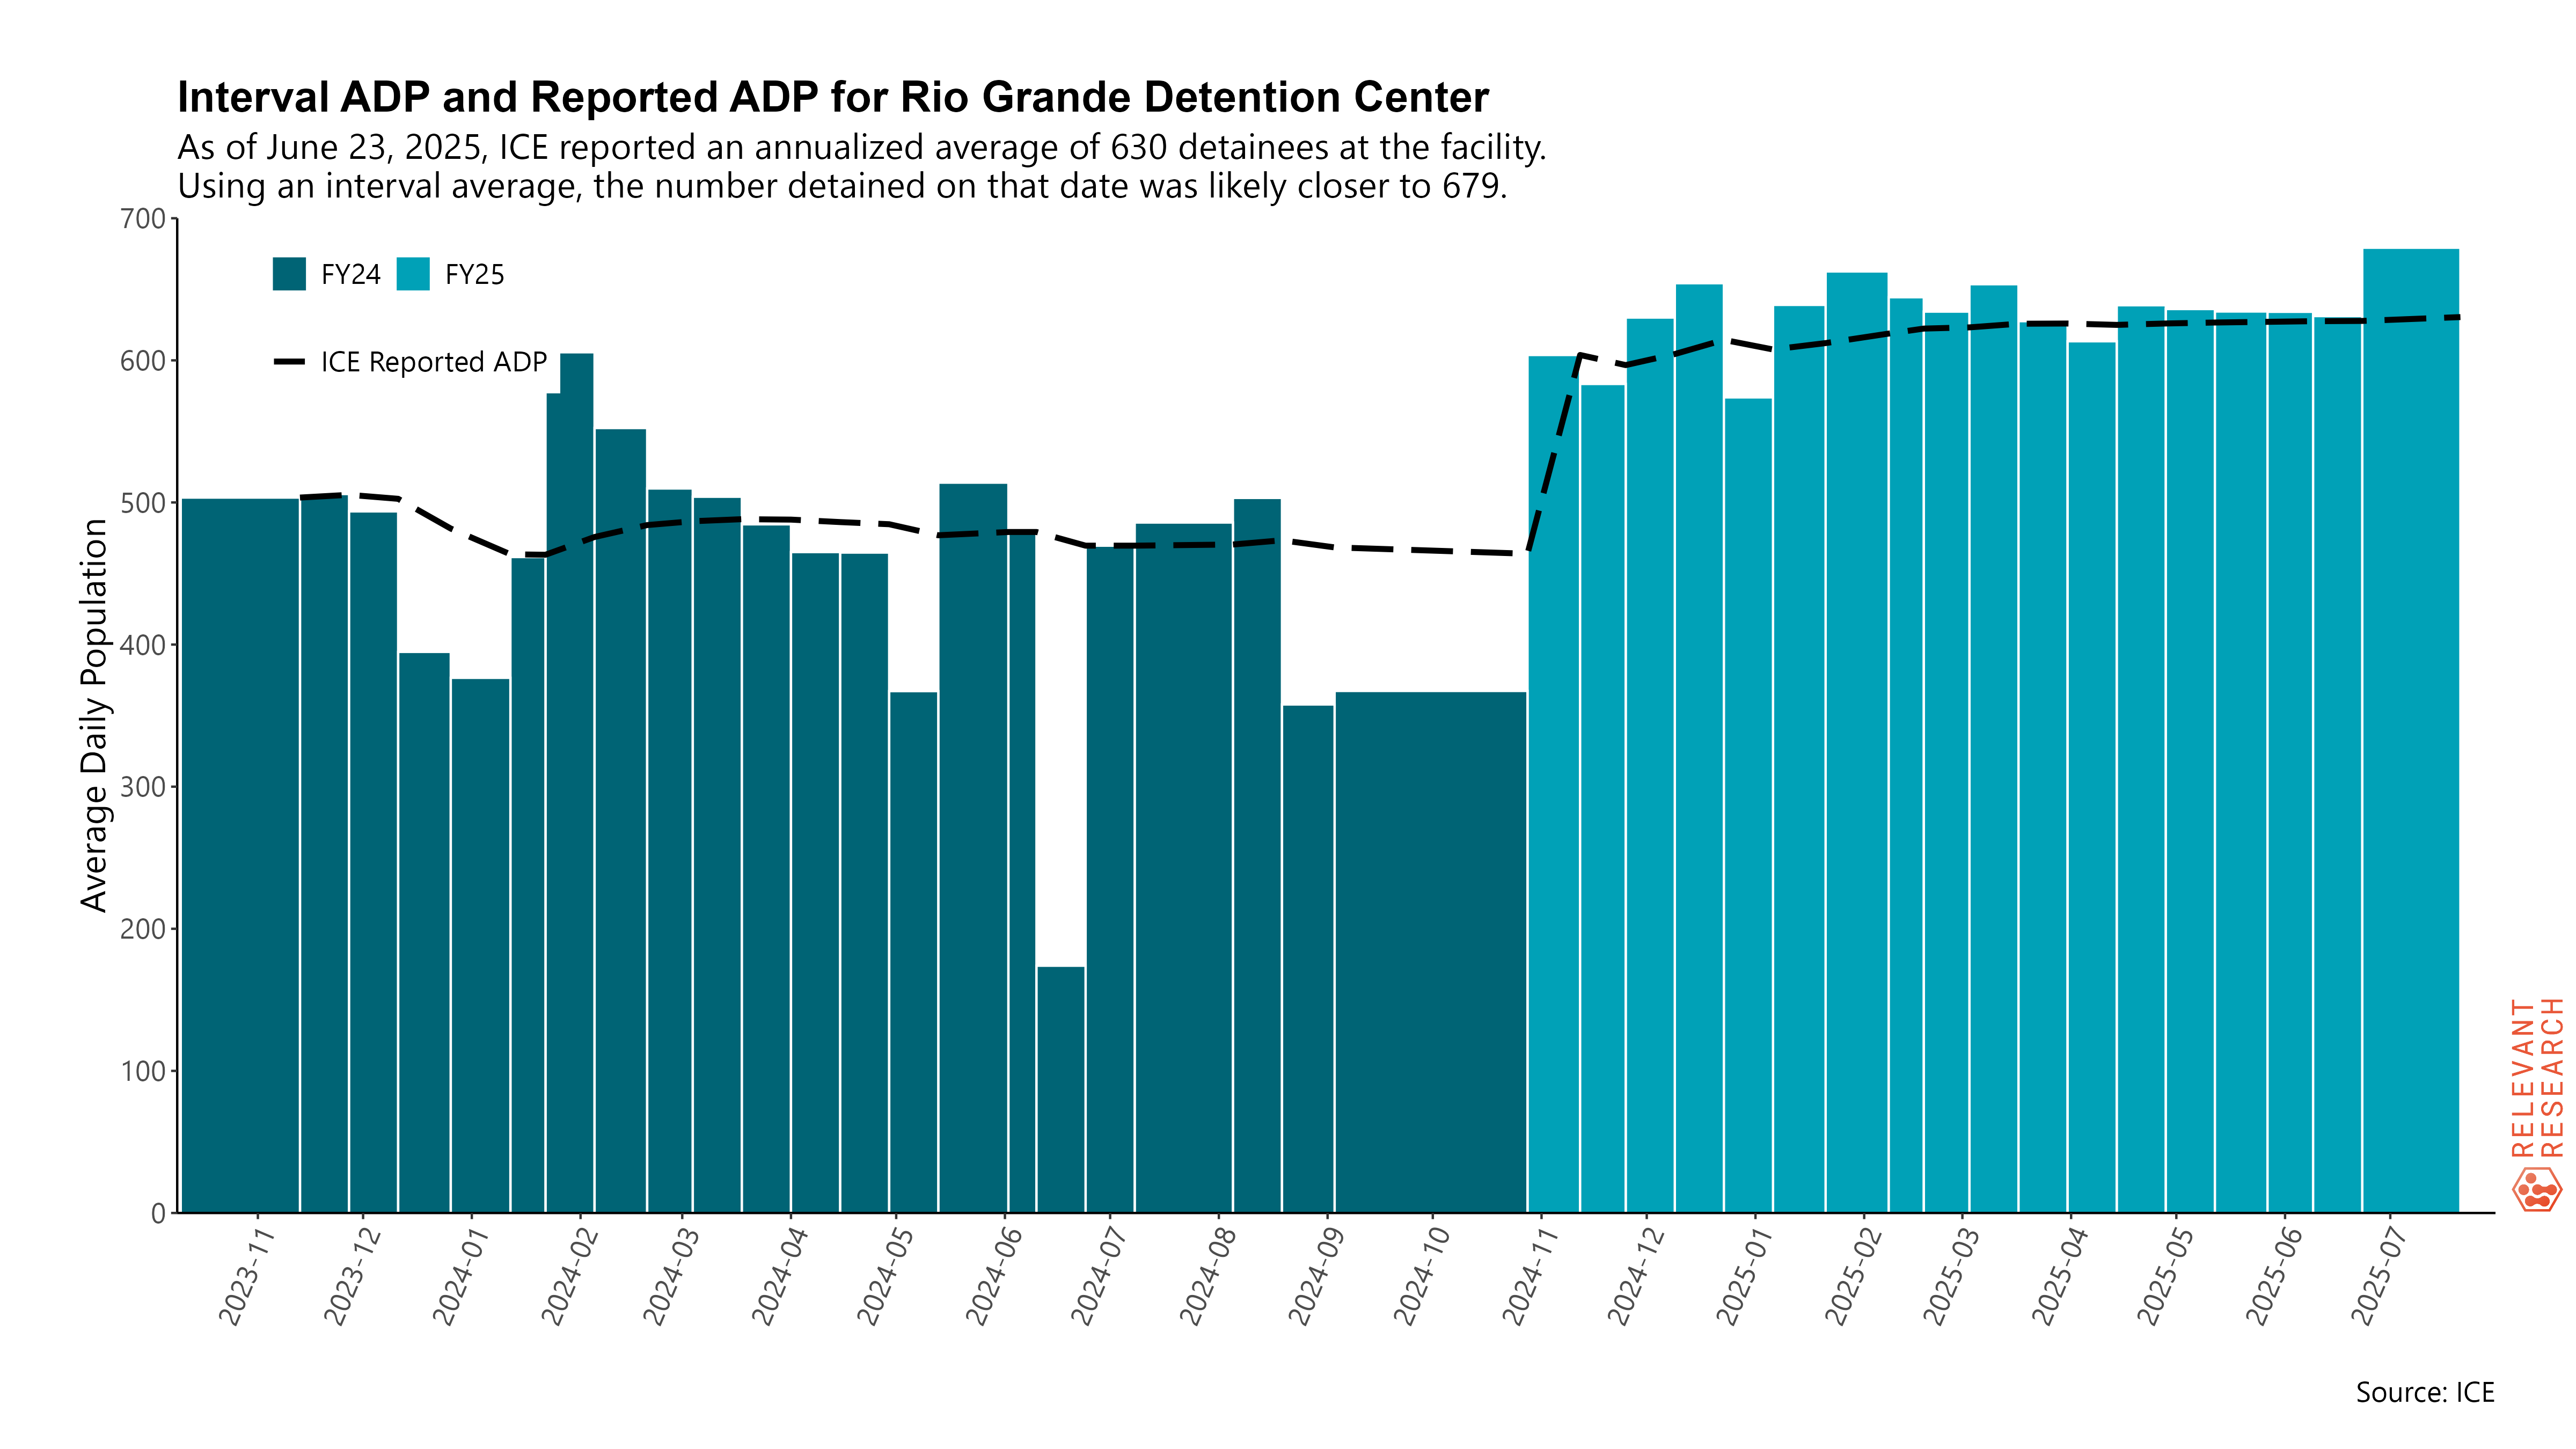 Interval ADP and Reported ADP for Rio Grande Detention Center
As of June 23, 2025, ICE reported an annualized average of 630 detainees at the facility.
Using an interval average, the number detained on that date was likely closer to 679.
700
600
500
400
300
200
100
0
Average Daily Population
FY24
FY25
ICE Reported ADP
2023-11
2023-12
2024-01
2024-02
2024-03
2024-04
2024-05
2024-06
2024-07
2024-08
2024-09
2024-10
2024-11
2024-12
2025-01
2025-02
2025-03
2025-04
2025-05
2025-06
2025-07
RELEVANT
RESEARCH
Source: ICE